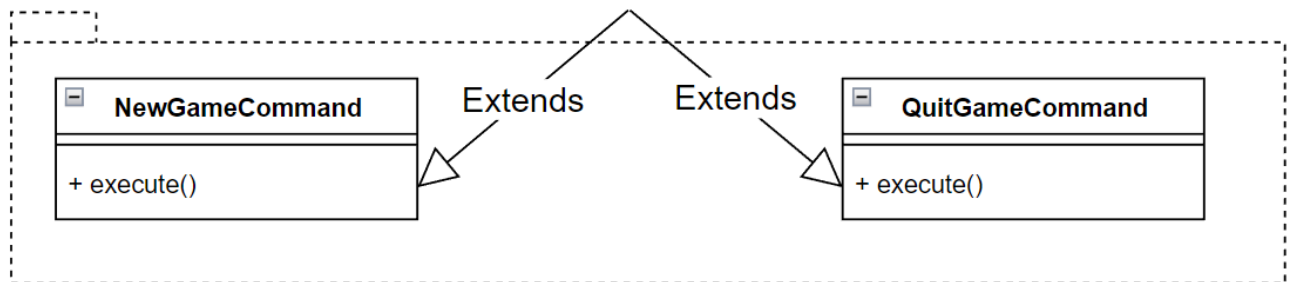 NewGameCommand
+ execute()
Extends
Extends
QuitGameCommand
+ execute()